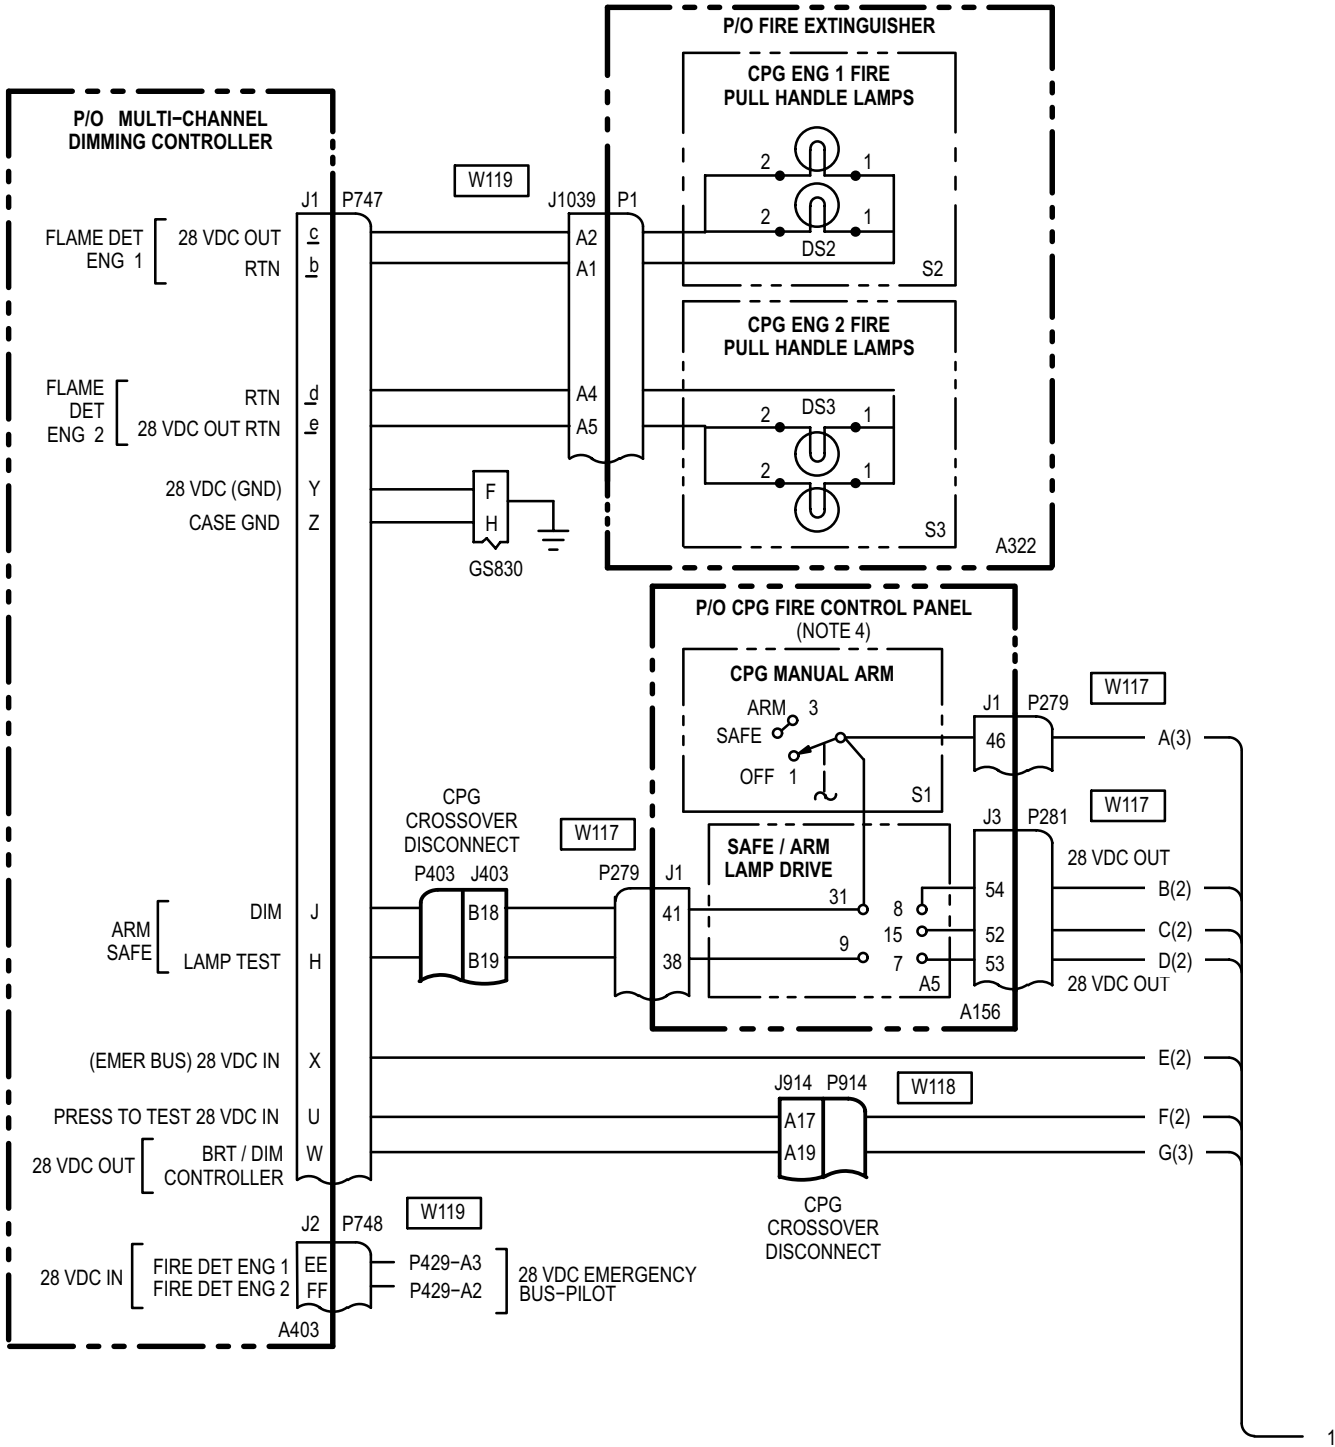 P/O FIRE EXTINGUISHER
CPG ENG 1 FIRE
PULL HANDLE LAMPS
2 1
2 1
DS2
S2
CPG ENG 2 FIRE
PULL HANDLE LAMPS
DS3
2 1
2 1
S3
A322
P/O MULTI−CHANNEL
DIMMING CONTROLLER
W119
J1 P747
J1039 P1
FLAME DET
ENG 1
28 VDC OUT c
RTN b
A2
A1
FLAME
DET
ENG 2
RTN d
28 VDC OUT RTN e
A4
A5
28 VDC (GND) Y
CASE GND Z
F
H
GS830
P/O CPG FIRE CONTROL PANEL
(NOTE 4)
CPG MANUAL ARM
ARM 3
SAFE
OFF 1
S1
J1 P279
W117
46
A(3)
CPG
CROSSOVER
DISCONNECT
P403 J403
W117
P279 J1
SAFE / ARM
LAMP DRIVE
J3 P281
W117
28 VDC OUT
ARM
SAFE
DIM J
LAMP TEST H
B18
B19
41
38
31
9
8
15
7
A5
54
52
53
B(2)
C(2)
D(2)
28 VDC OUT
A156
(EMER BUS) 28 VDC IN X
E(2)
J914 P914
W118
PRESS TO TEST 28 VDC IN U
A17
F(2)
28 VDC OUT
BRT / DIM
CONTROLLER
W
A19
G(3)
CPG
CROSSOVER
DISCONNECT
J2 P748
W119
28 VDC IN
FIRE DET ENG 1 EE
FIRE DET ENG 2 FF
P429−A3
P429−A2
28 VDC EMERGENCY
BUS−PILOT
A403
1